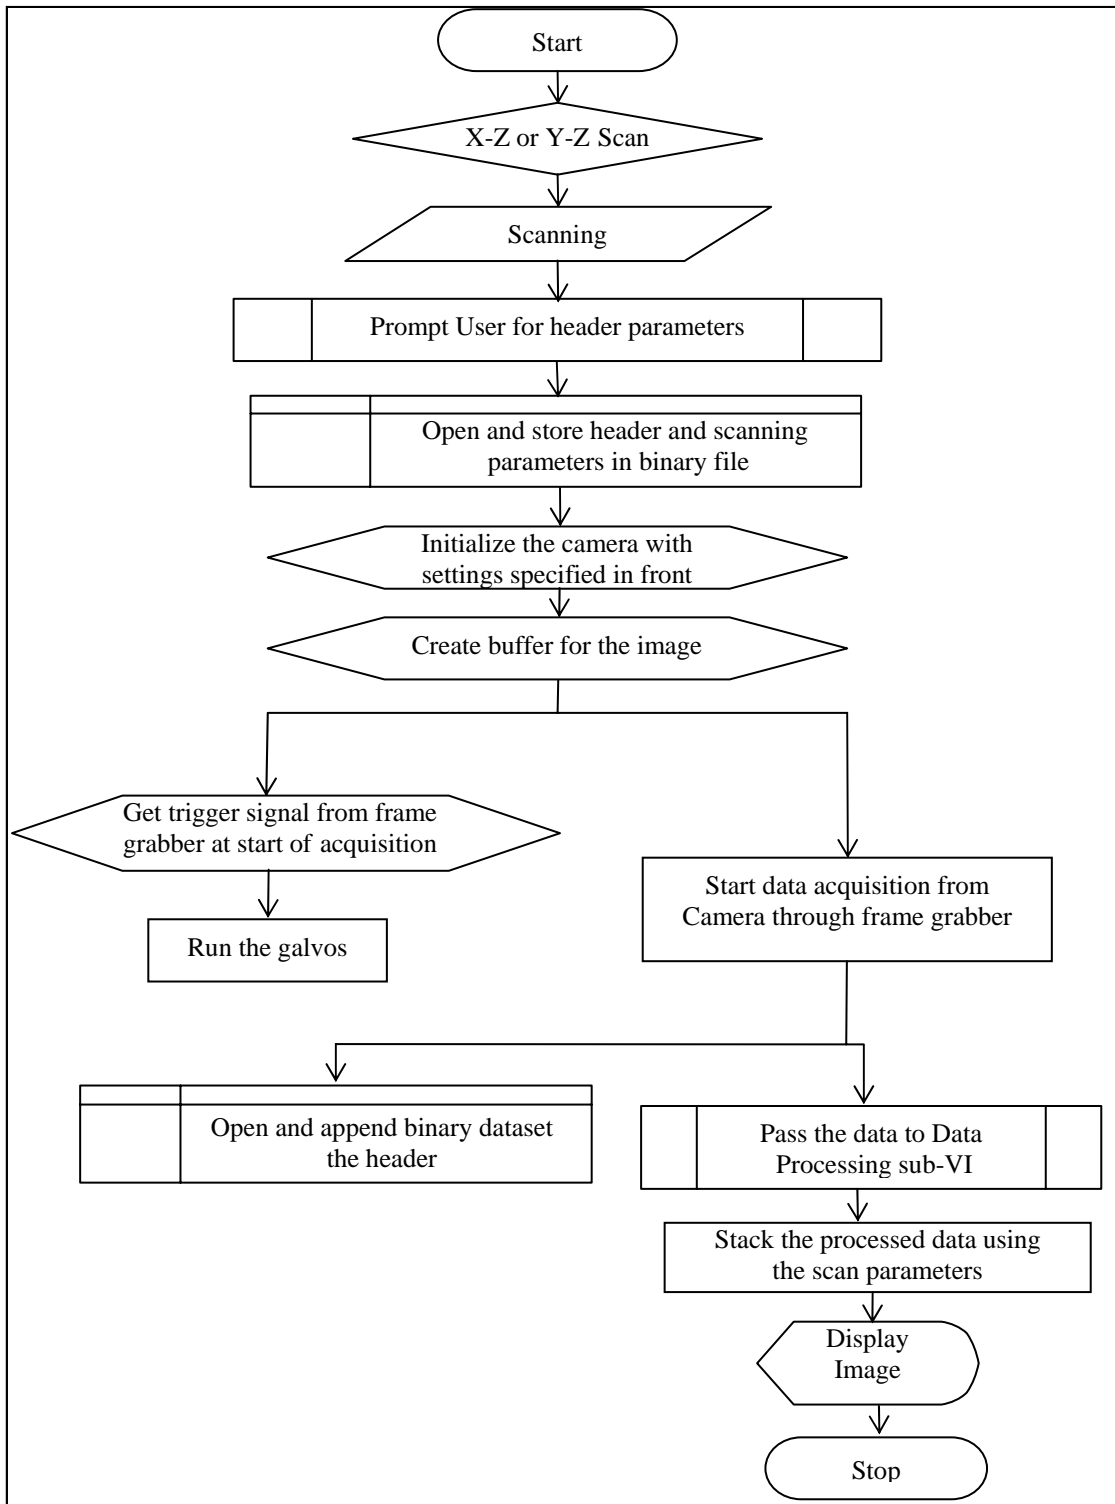 Start
X-Z or Y-Z Scan
Scanning
Prompt User for header parameters
Open and store header and scanning
parameters in binary file
Initialize the camera with
settings specified in front
Create buffer for the image
Get trigger signal from frame
grabber at start of acquisition
Run the galvos
Start data acquisition from
Camera through frame grabber
Open and append binary dataset
the header
Pass the data to Data
Processing sub-VI
Stack the processed data using
the scan parameters
Display
Image
Stop